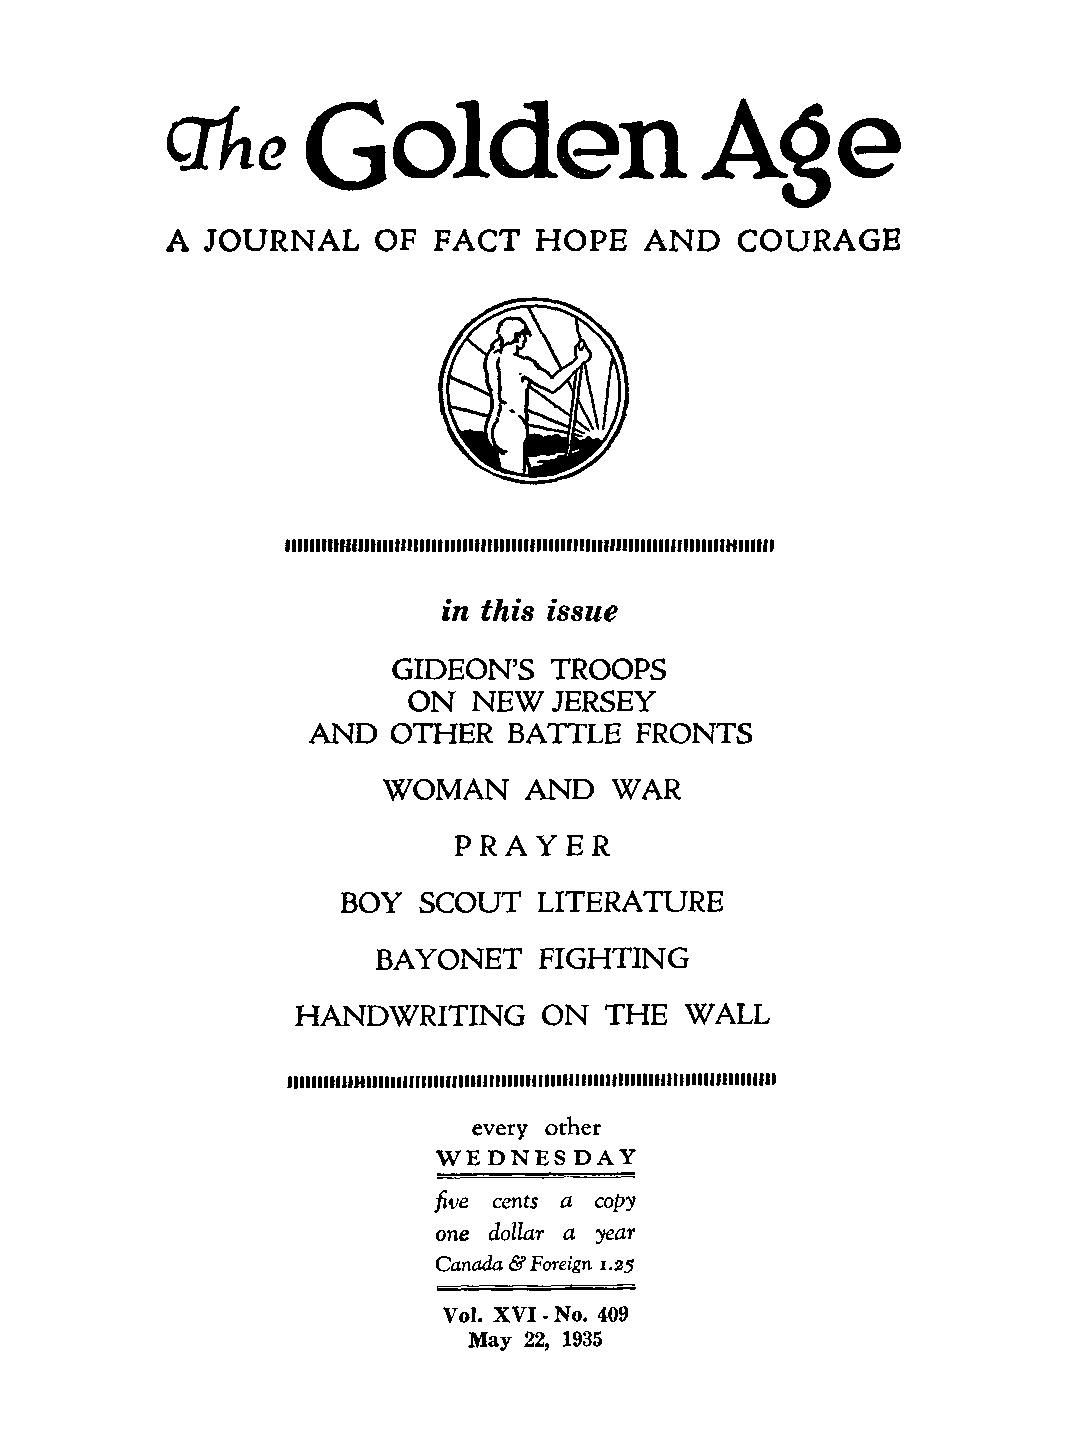 The Golden Age
A JOURNAL OF FACT HOPE AND COURAGE
in this issue
GIDEON'S TROOPS
ON NEW JERSEY
AND OTHER BATTLE FRONTS
WOMAN AND WAR
PRAYER
BOY SCOUT LITERATURE
BAYONET FIGHTING
HANDWRITING ON THE WALL
every other
WEDNESDAY
five cents a copy
one dollar a year
Canada & Foreign 1.25
Vol. XVI - No. 409
May 22, 1935